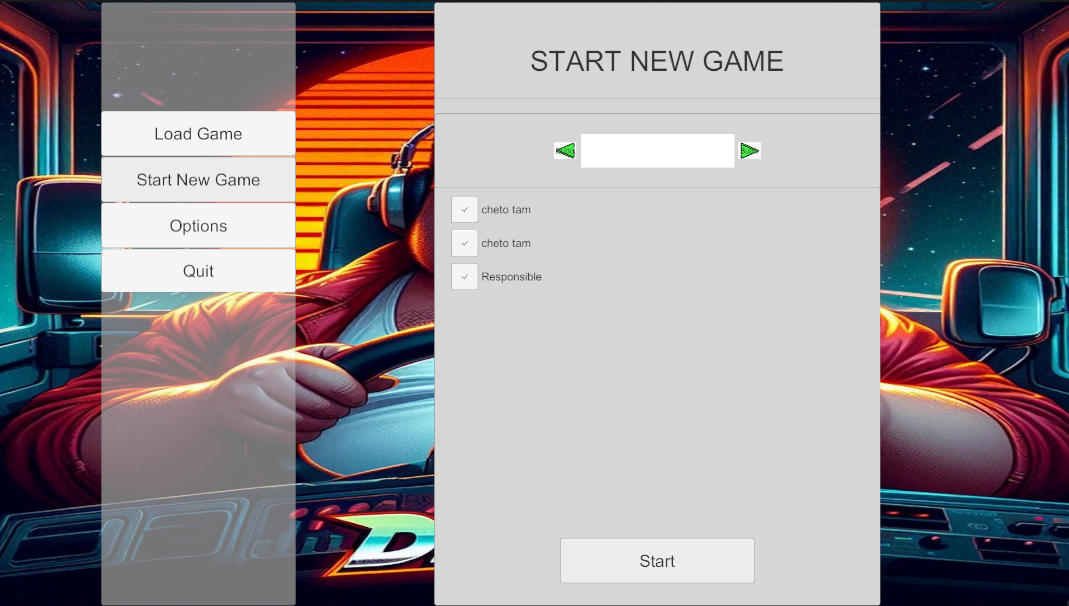 START NEW GAME
Load Game
Start New Game
Options
Quit
cheto tam
cheto tam
Responsible
Start